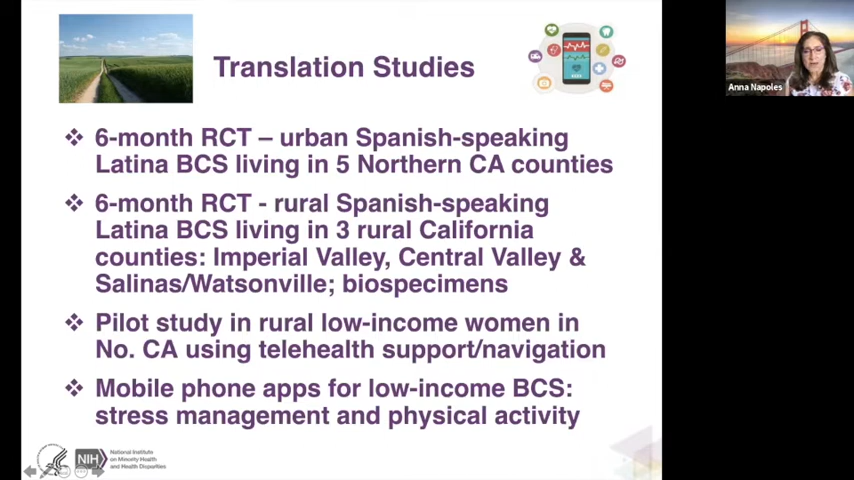 Translation Studies
❖ 6-month RCT – urban Spanish-speaking
Latina BCS living in 5 Northern CA counties
❖ 6-month RCT - rural Spanish-speaking
Latina BCS living in 3 rural California
counties: Imperial Valley, Central Valley &
Salinas/Watsonville; biospecimens
❖ Pilot study in rural low-income women in
No. CA using telehealth support/navigation
❖ Mobile phone apps for low-income BCS:
stress management and physical activity
NIH
National Institute
on Minority Health
and Health Disparities
Anna Napoles